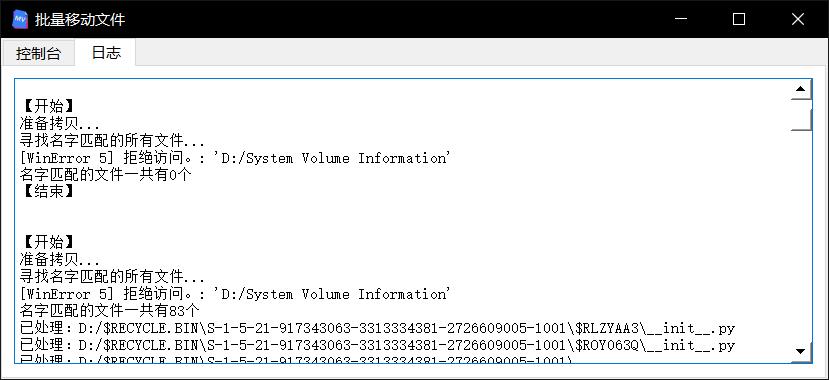 MV 批量移动文件
控制台 日志
【开始】
准备拷贝...
寻找名字匹配的所有文件...
[WinError 5] 拒绝访问。: 'D:/System Volume Information'
名字匹配的文件一共有0个
【结束】
【开始】
准备拷贝...
寻找名字匹配的所有文件...
[WinError 5] 拒绝访问。: 'D:/System Volume Information'
名字匹配的文件一共有83个
已处理：D:/$RECYCLE.BIN\S-1-5-21-917343063-3313334381-2726609005-1001\$RLZYAA3\__init__.py
已处理：D:/$RECYCLE.BIN\S-1-5-21-917343063-3313334381-2726609005-1001\$ROY063Q\__init__.py
已处理：D:/$RECYCLE.BIN\S-1-5-21-917343063-3313334381-2726609005-1001\